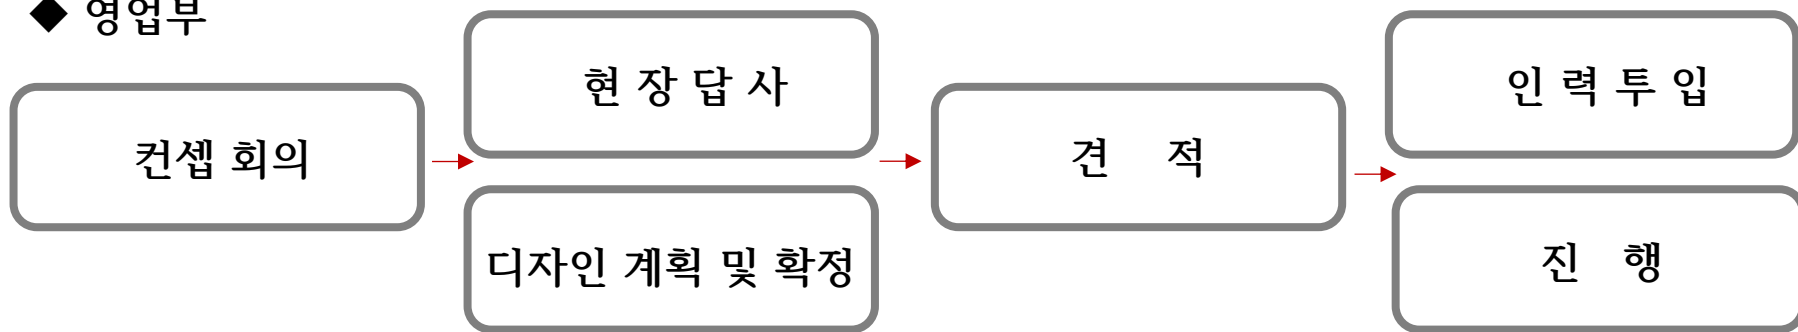 ◆ 영업부
컨셉 회의
현 장 답 사
디자인 계획 및 확정
견 적
인 력 투 입
진 행